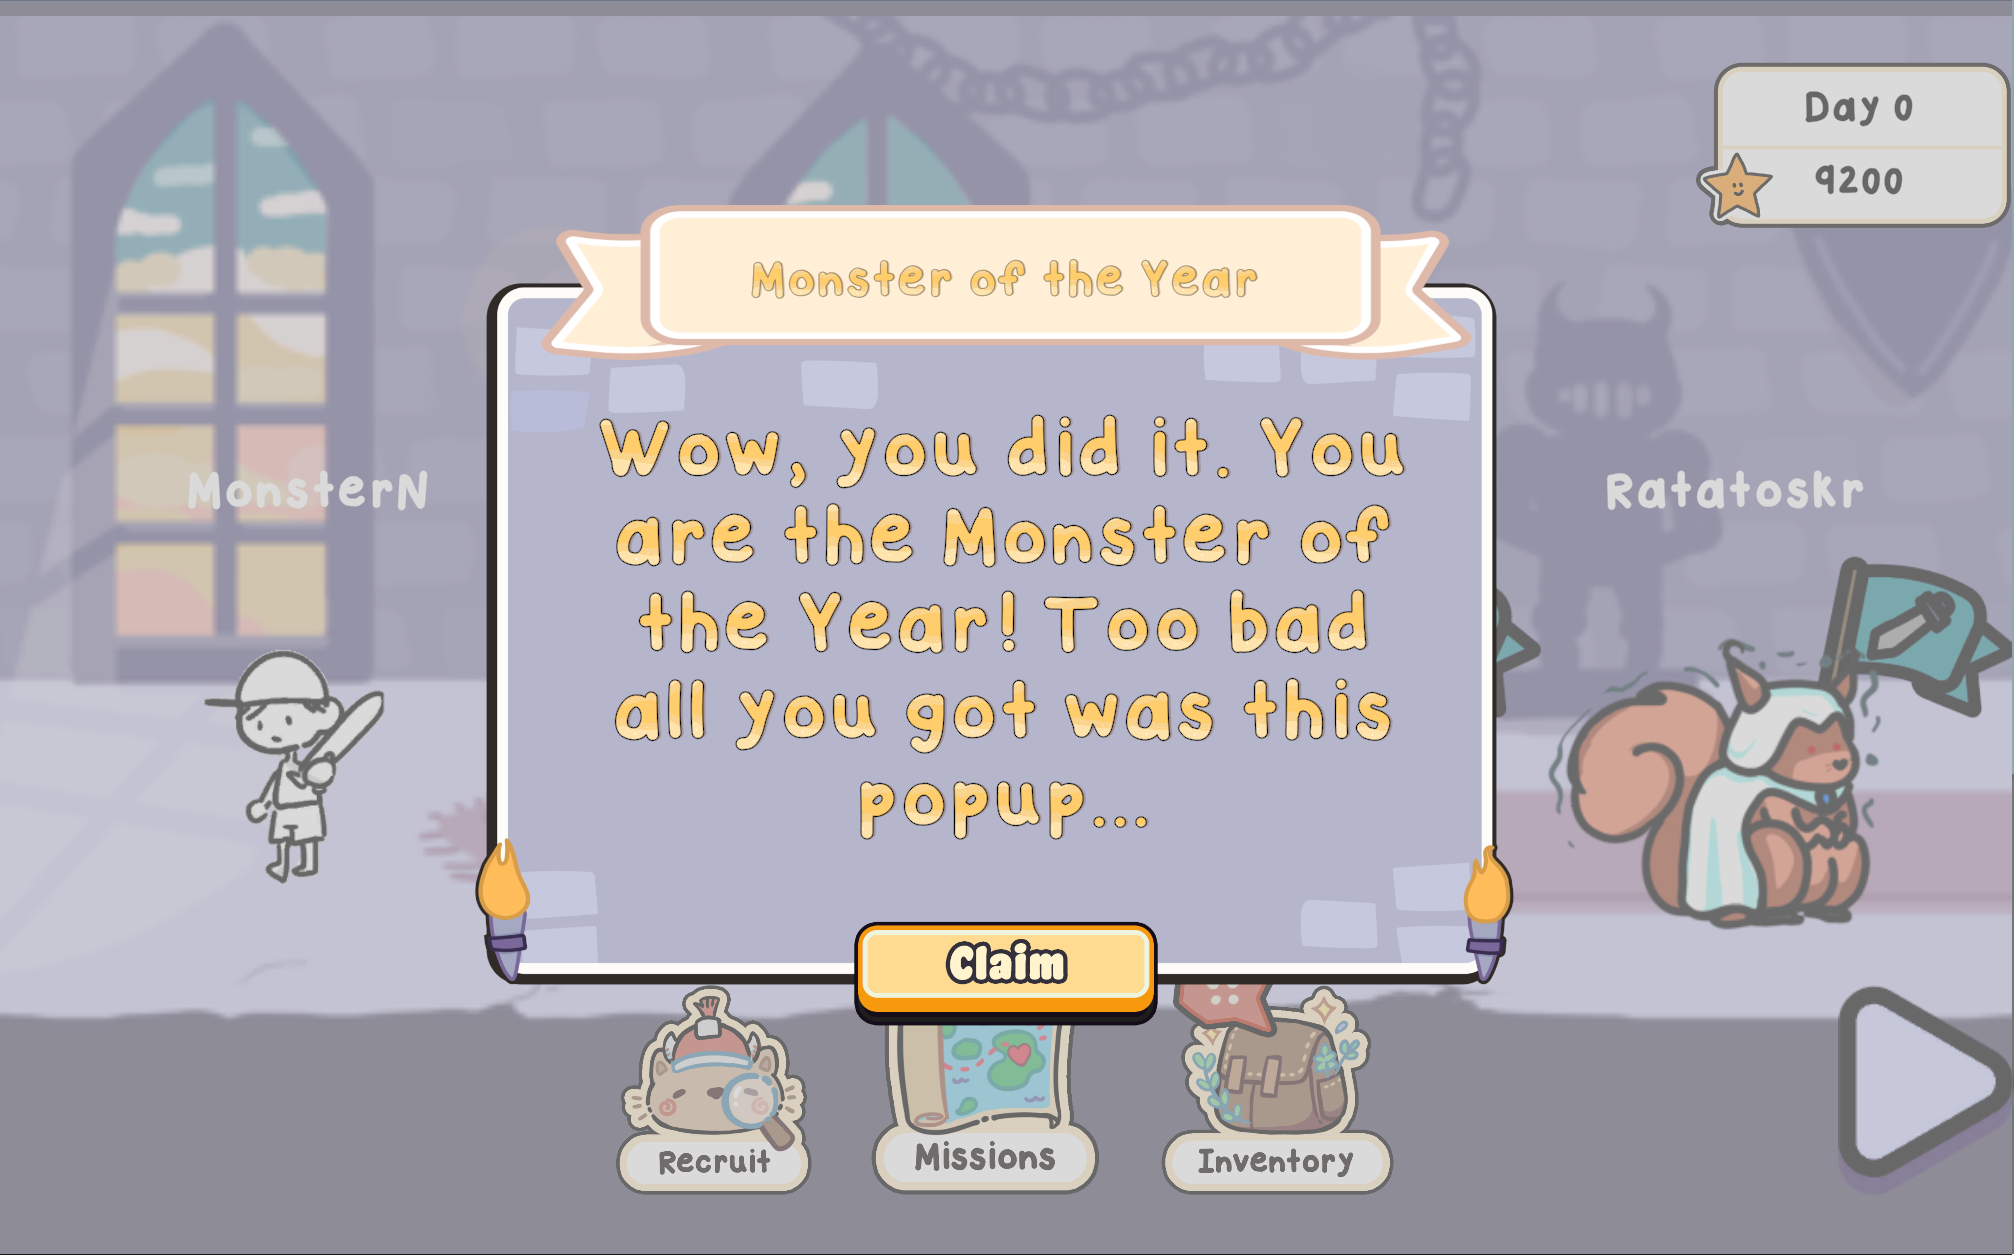 Day 0
9200
Monster of the Year
MonsterN
Ratatoskr
Wow, you did it. You
are the Monster of
the Year! Too bad
all you got was this
popup...
Claim
Recruit
Missions
Inventory